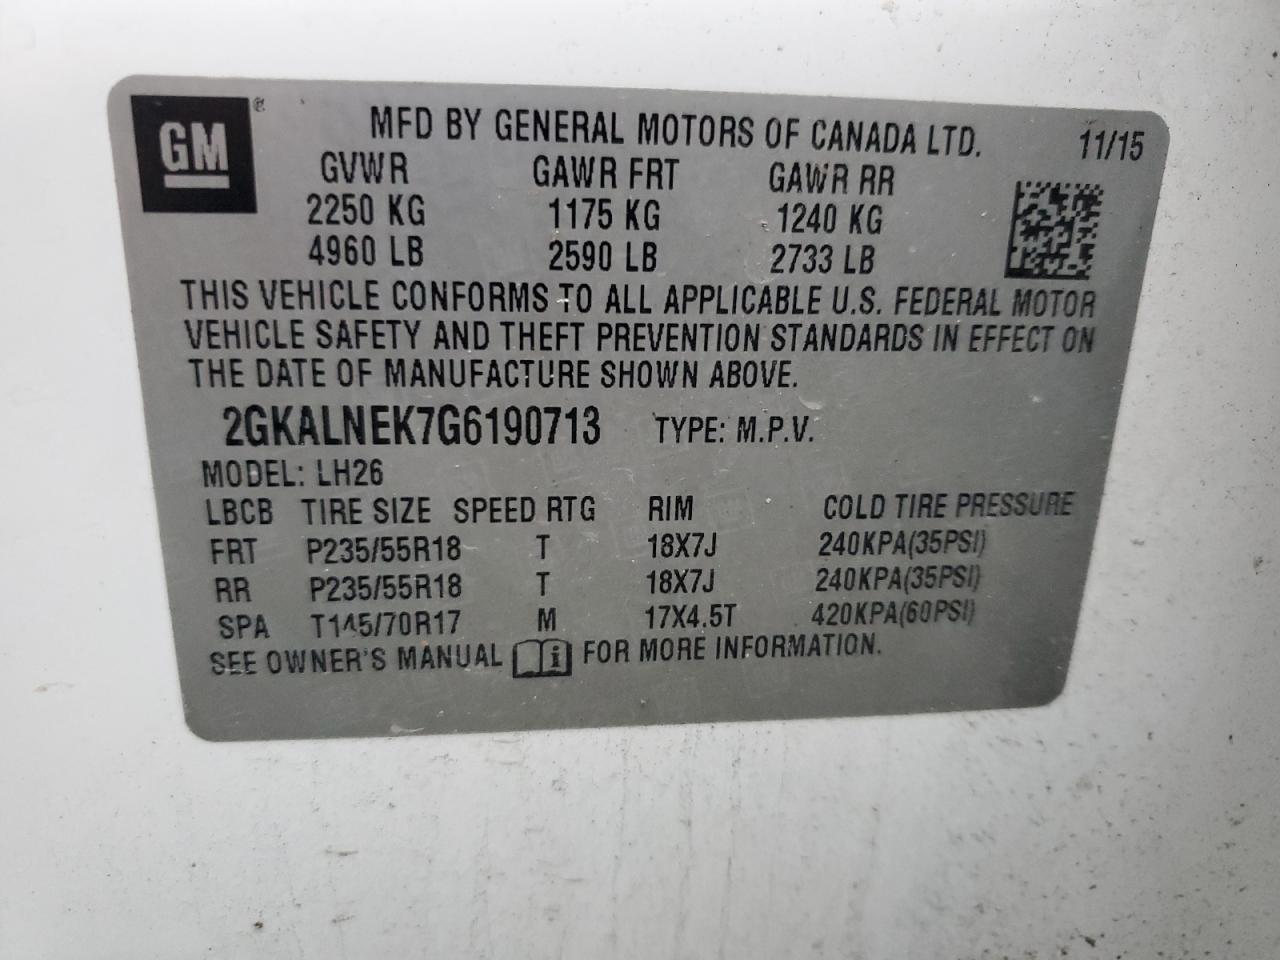 GM®
MFD BY GENERAL MOTORS OF CANADA LTD. 11/15
GVWR GAWR FRT GAWR RR
2250 KG 1175 KG 1240 KG
4960 LB 2590 LB 2733 LB
THIS VEHICLE CONFORMS TO ALL APPLICABLE U.S. FEDERAL MOTOR
VEHICLE SAFETY AND THEFT PREVENTION STANDARDS IN EFFECT ON
THE DATE OF MANUFACTURE SHOWN ABOVE.
2GKALNEK7G6190713 TYPE: M.P.V.
MODEL: LH26
LBCB TIRE SIZE SPEED RTG RIM COLD TIRE PRESSURE
FRT P235/55R18 T 18X7J 240KPA(35PSI)
RR P235/55R18 T 18X7J 240KPA(35PSI)
SPA T145/70R17 M 17X4.5T 420KPA(60PSI)
SEE OWNER'S MANUAL i FOR MORE INFORMATION.